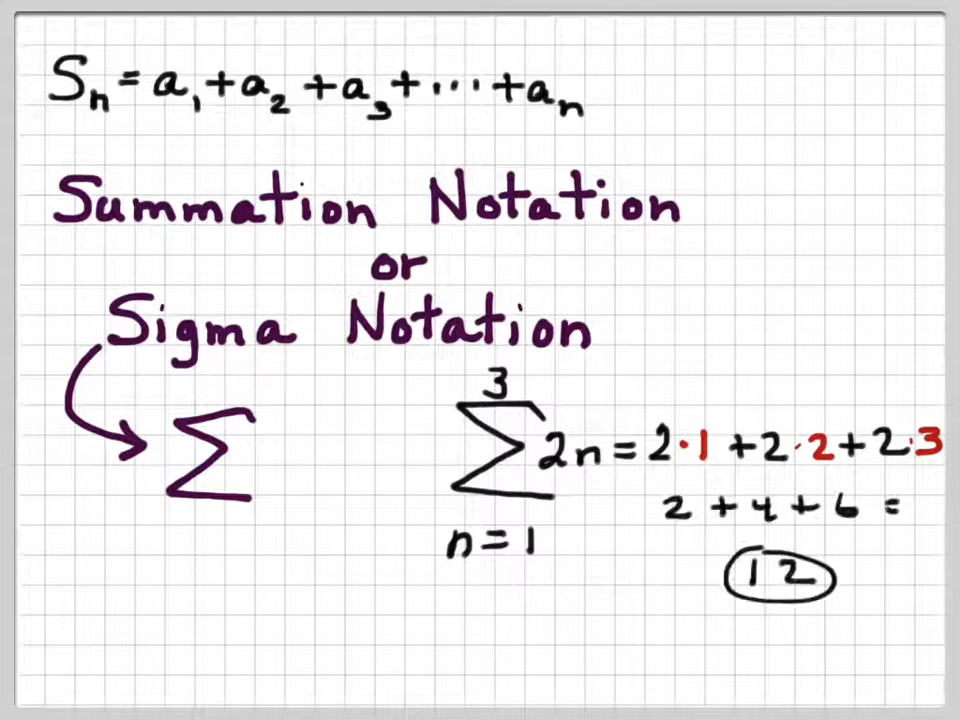 Sₙ = a₁ + a₂ + a₃ + ... + aₙ
Summation Notation
or
Sigma Notation
Σ
3
Σ 2n = 2·1 + 2·2 + 2·3
n = 1
2 + 4 + 6 =
12